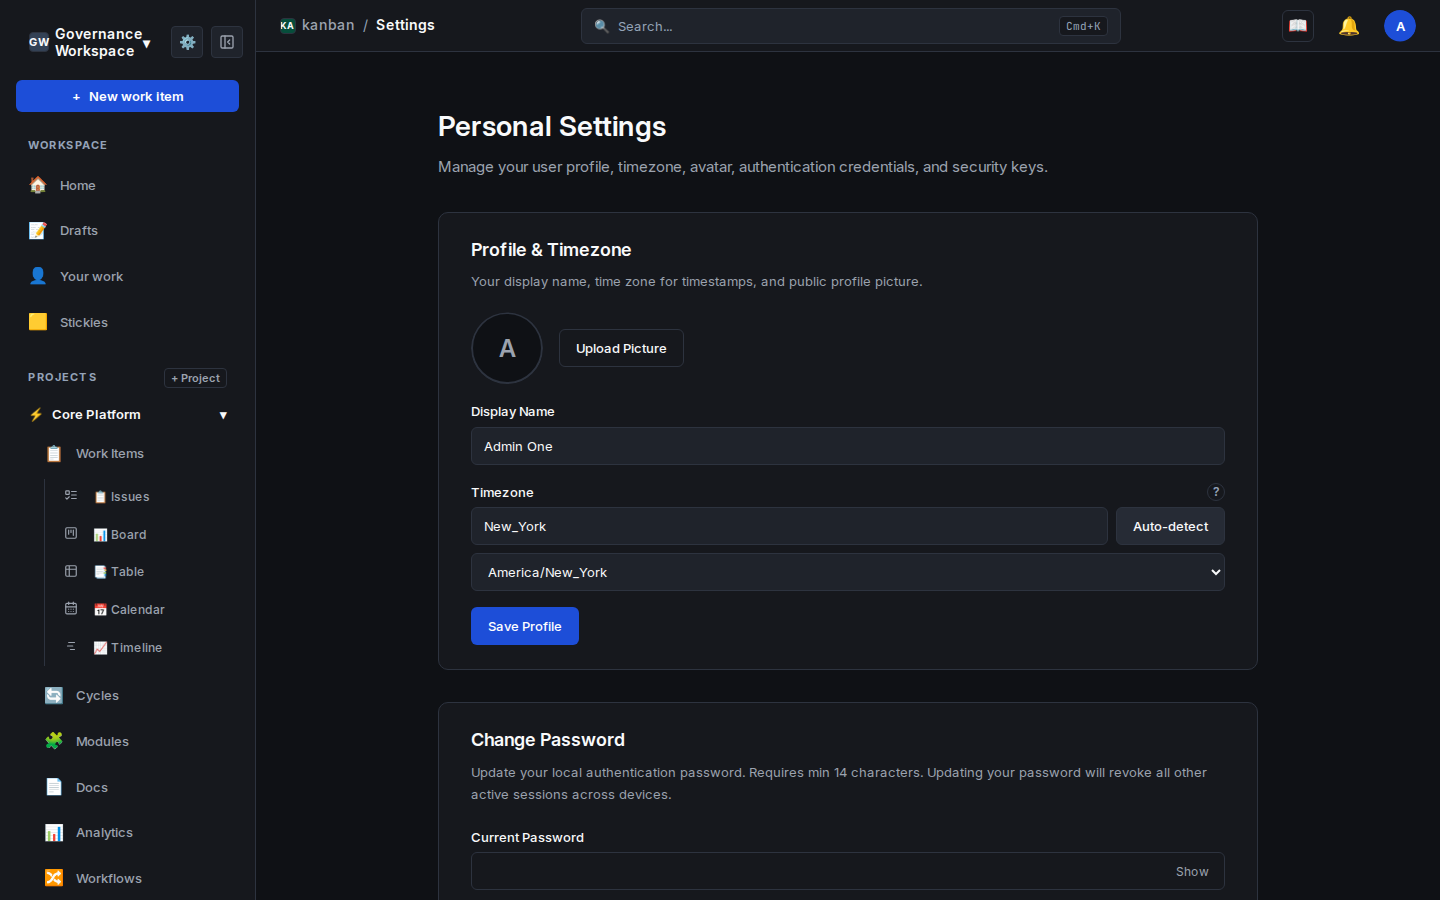 GW Governance Workspace ▾
+ New work item
WORKSPACE
Home
Drafts
Your work
Stickies
PROJECTS
+ Project
Core Platform ▾
Work Items
Issues
Board
Table
Calendar
Timeline
Cycles
Modules
Docs
Analytics
Workflows
KA kanban / Settings
Search...
Cmd+K
A
Personal Settings
Manage your user profile, timezone, avatar, authentication credentials, and security keys.
Profile & Timezone
Your display name, time zone for timestamps, and public profile picture.
A
Upload Picture
Display Name
Admin One
Timezone
?
New_York
Auto-detect
America/New_York
Save Profile
Change Password
Update your local authentication password. Requires min 14 characters. Updating your password will revoke all other
active sessions across devices.
Current Password
Show